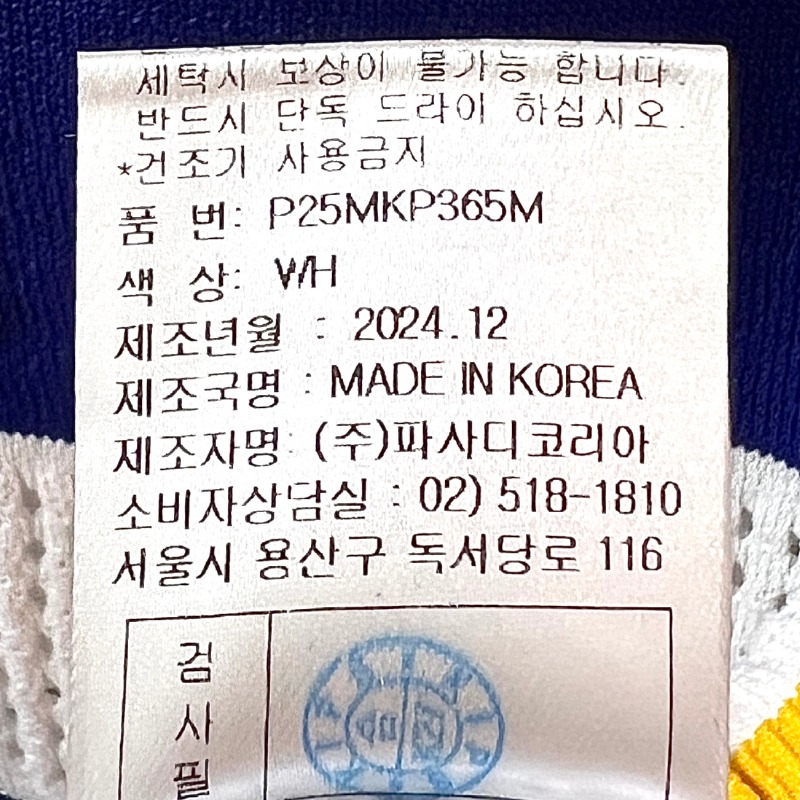 세탁시 보상이 불가능 합니다.
반드시 단독 드라이 하십시오.
*건조기 사용금지
품 번: P25MKP365M
색 상: WH
제조년월 : 2024.12
제조국명 : MADE IN KOREA
제조자명: (주)파사디코리아
소비자상담실 : 02) 518-1810
서울시 용산구 독서당로 116
검
사
필